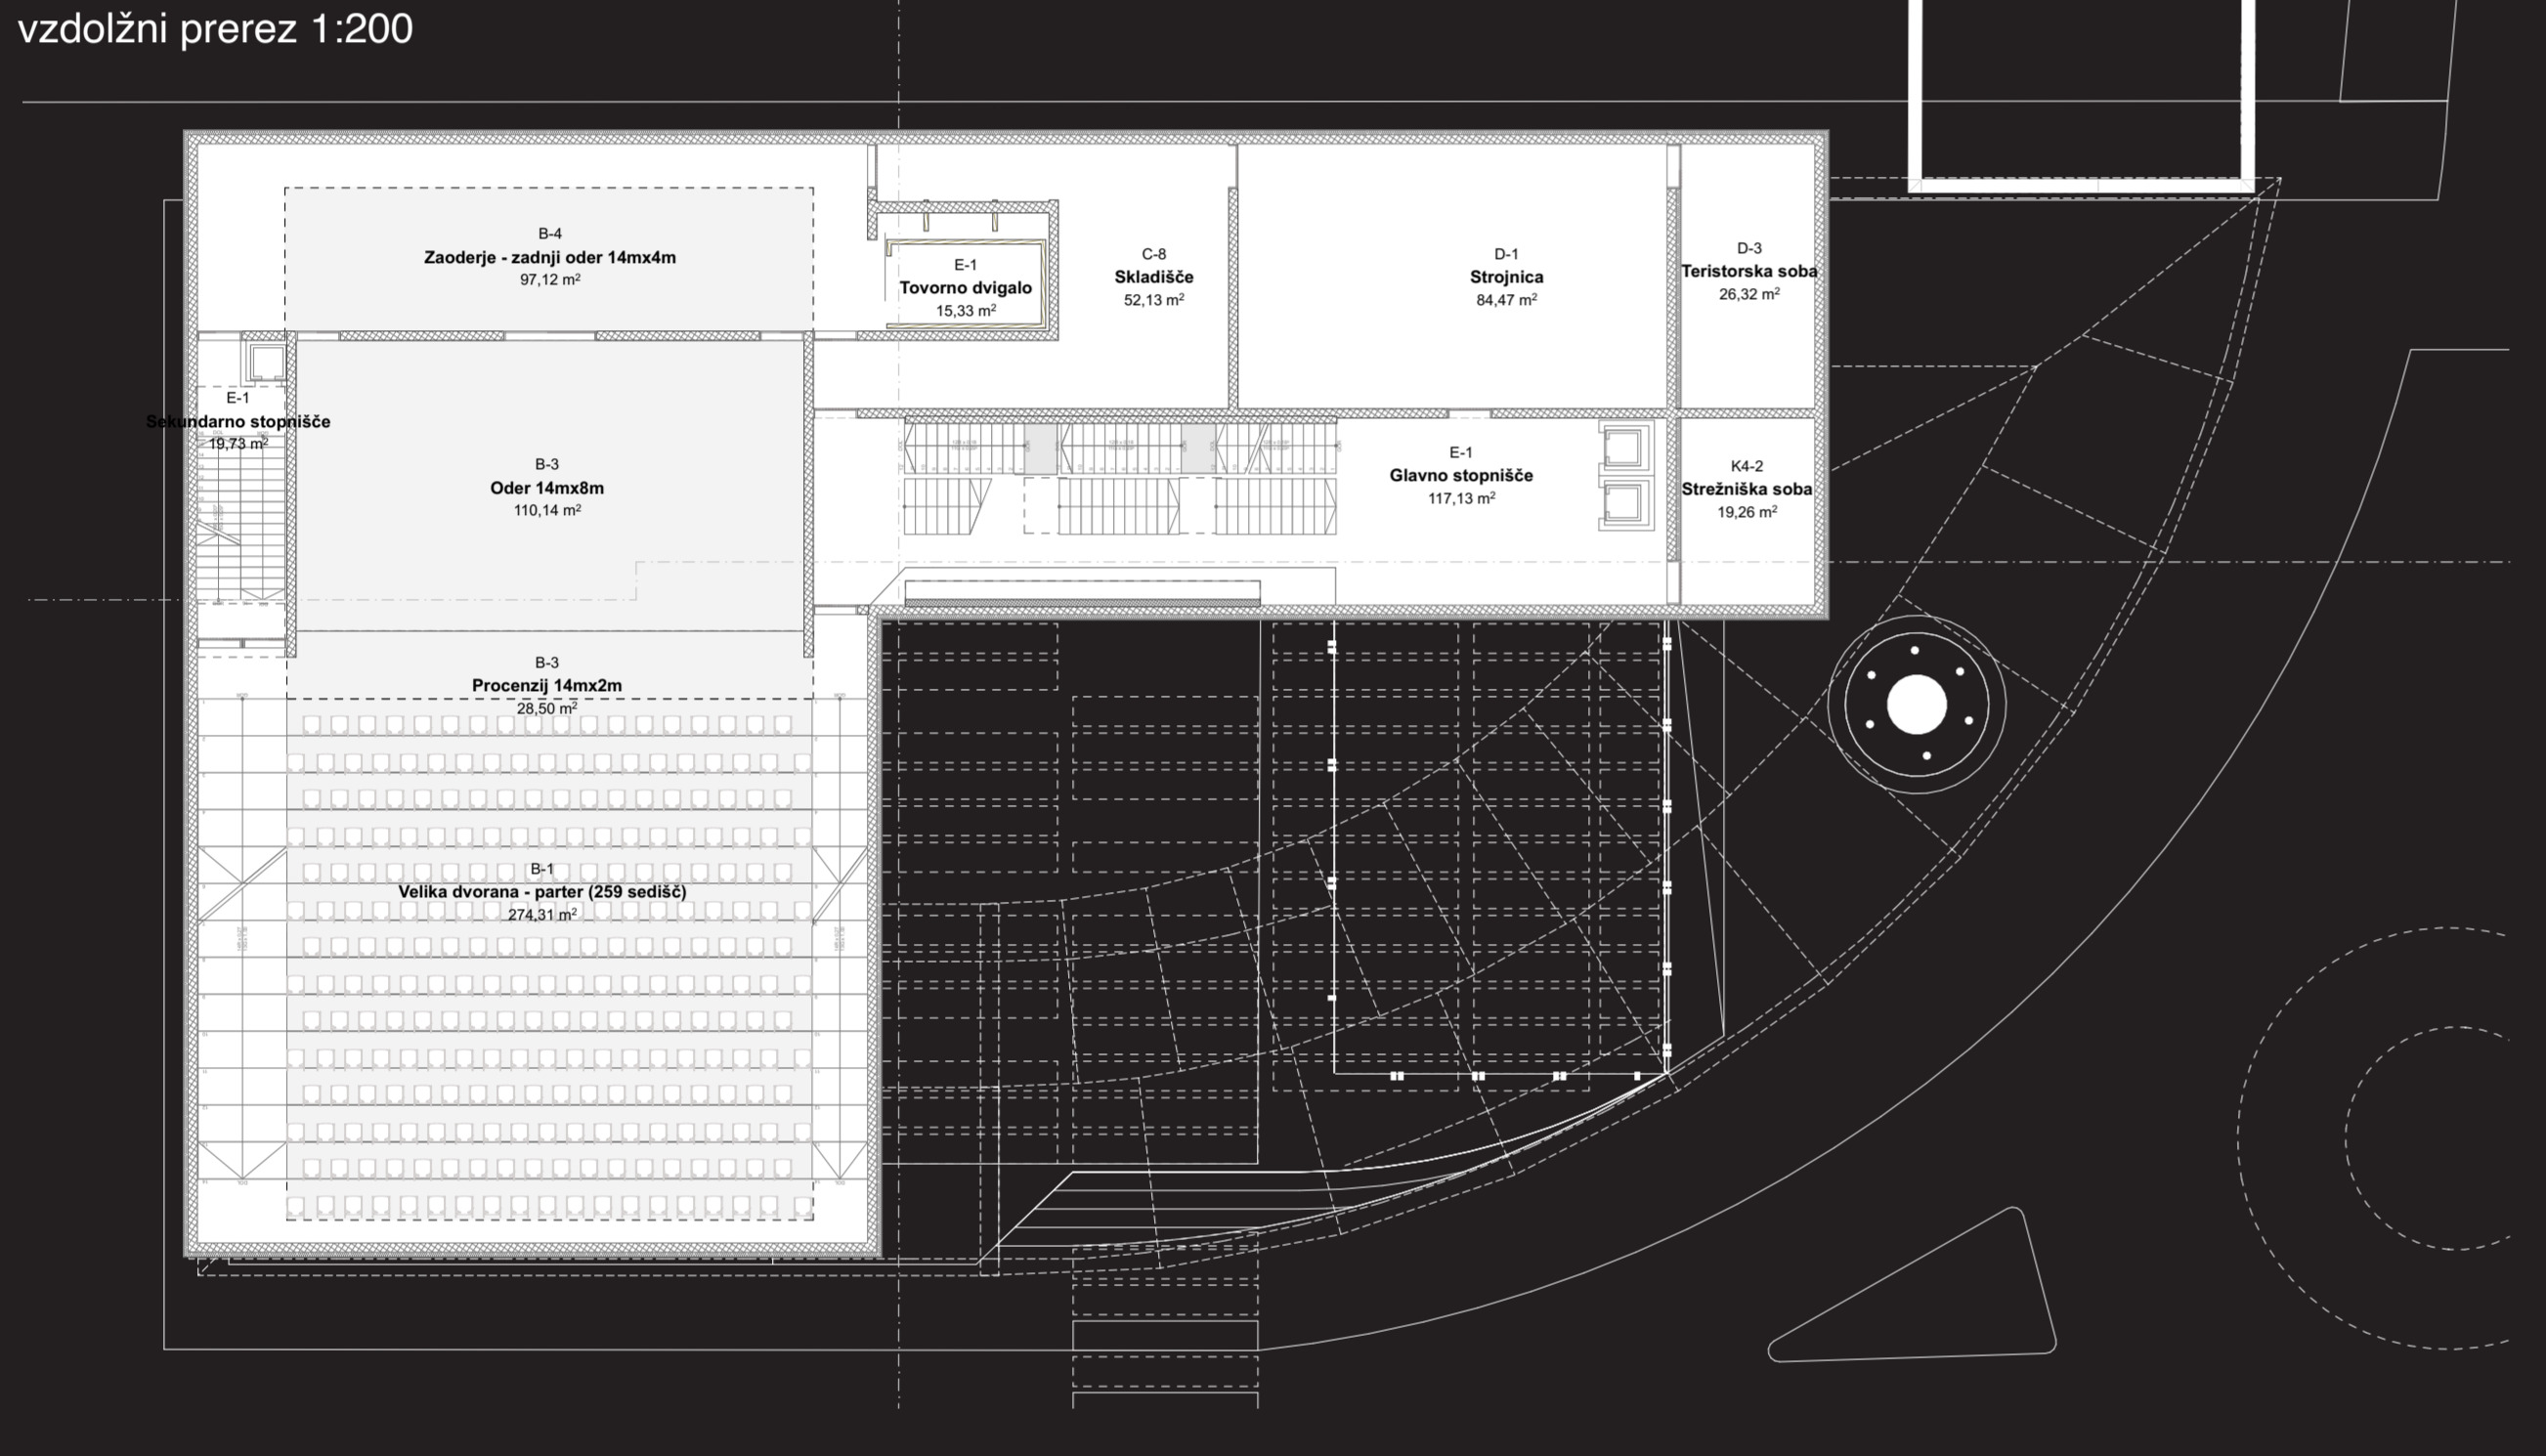 vzdolžni prerez 1:200
B-4
Zaoderje - zadnji oder 14mx4m
97,12 m²
E-1
Tovorno dvigalo
15,33 m²
C-8
Skladišče
52,13 m²
D-1
Strojnica
84,47 m²
D-3
Teristorska soba
26,32 m²
E-1
Sekundarno stopnišče
19,73 m²
B-3
Oder 14mx8m
110,14 m²
E-1
Glavno stopnišče
117,13 m²
K4-2
Strežniška soba
19,26 m²
B-3
Procenzij 14mx2m
28,50 m²
B-1
Velika dvorana - parter (259 sedišč)
274,31 m²